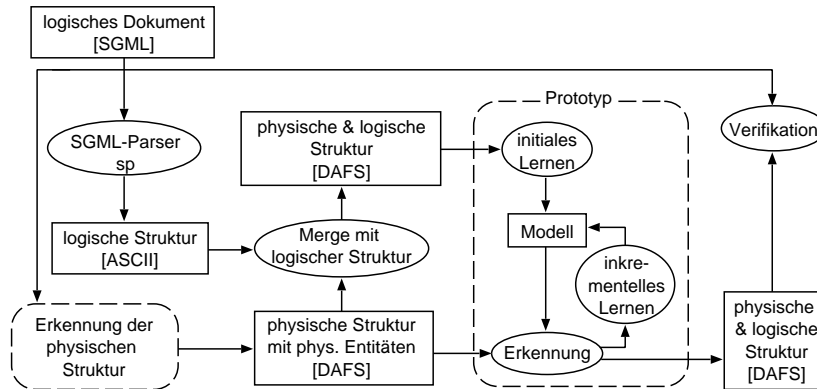 logisches Dokument
[SGML]
Prototyp
SGML-Parser
sp
physische & logische
Struktur
[DAFS]
initiales
Lernen
Verifikation
logische Struktur
[ASCII]
Merge mit
logischer Struktur
Modell
inkre-
mentelles
Lernen
Erkennung der
physischen
Struktur
physische Struktur
mit phys. Entitäten
[DAFS]
Erkennung
physische
& logische
Struktur
[DAFS]